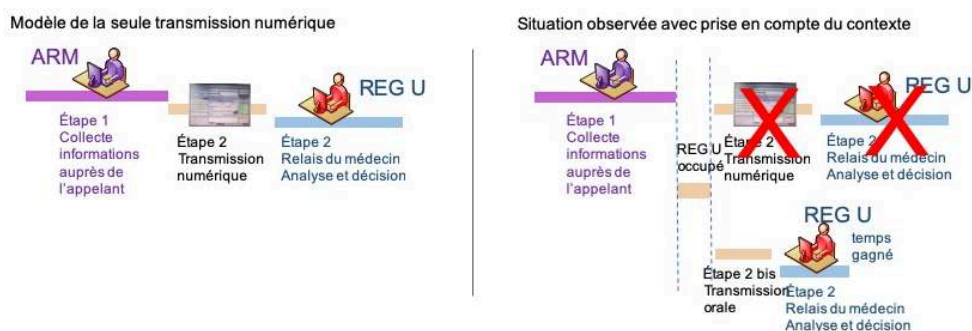 Modèle de la seule transmission numérique
ARM
REG U
Étape 1
Collecte
informations
auprès de
l'appelant
Étape 2
Transmission
numérique
Étape 2
Relais du médecin
Analyse et décision
Situation observée avec prise en compte du contexte
ARM
REG U
Étape 1
Collecte
informations
auprès de
l'appelant
REG U
occupé
Étape 2
Transmission
numérique
Étape 2
Relais du médecin
Analyse et décision
REG U
temps
gagné
Étape 2 bis
Transmission
orale
Étape 2
Relais du médecin
Analyse et décision